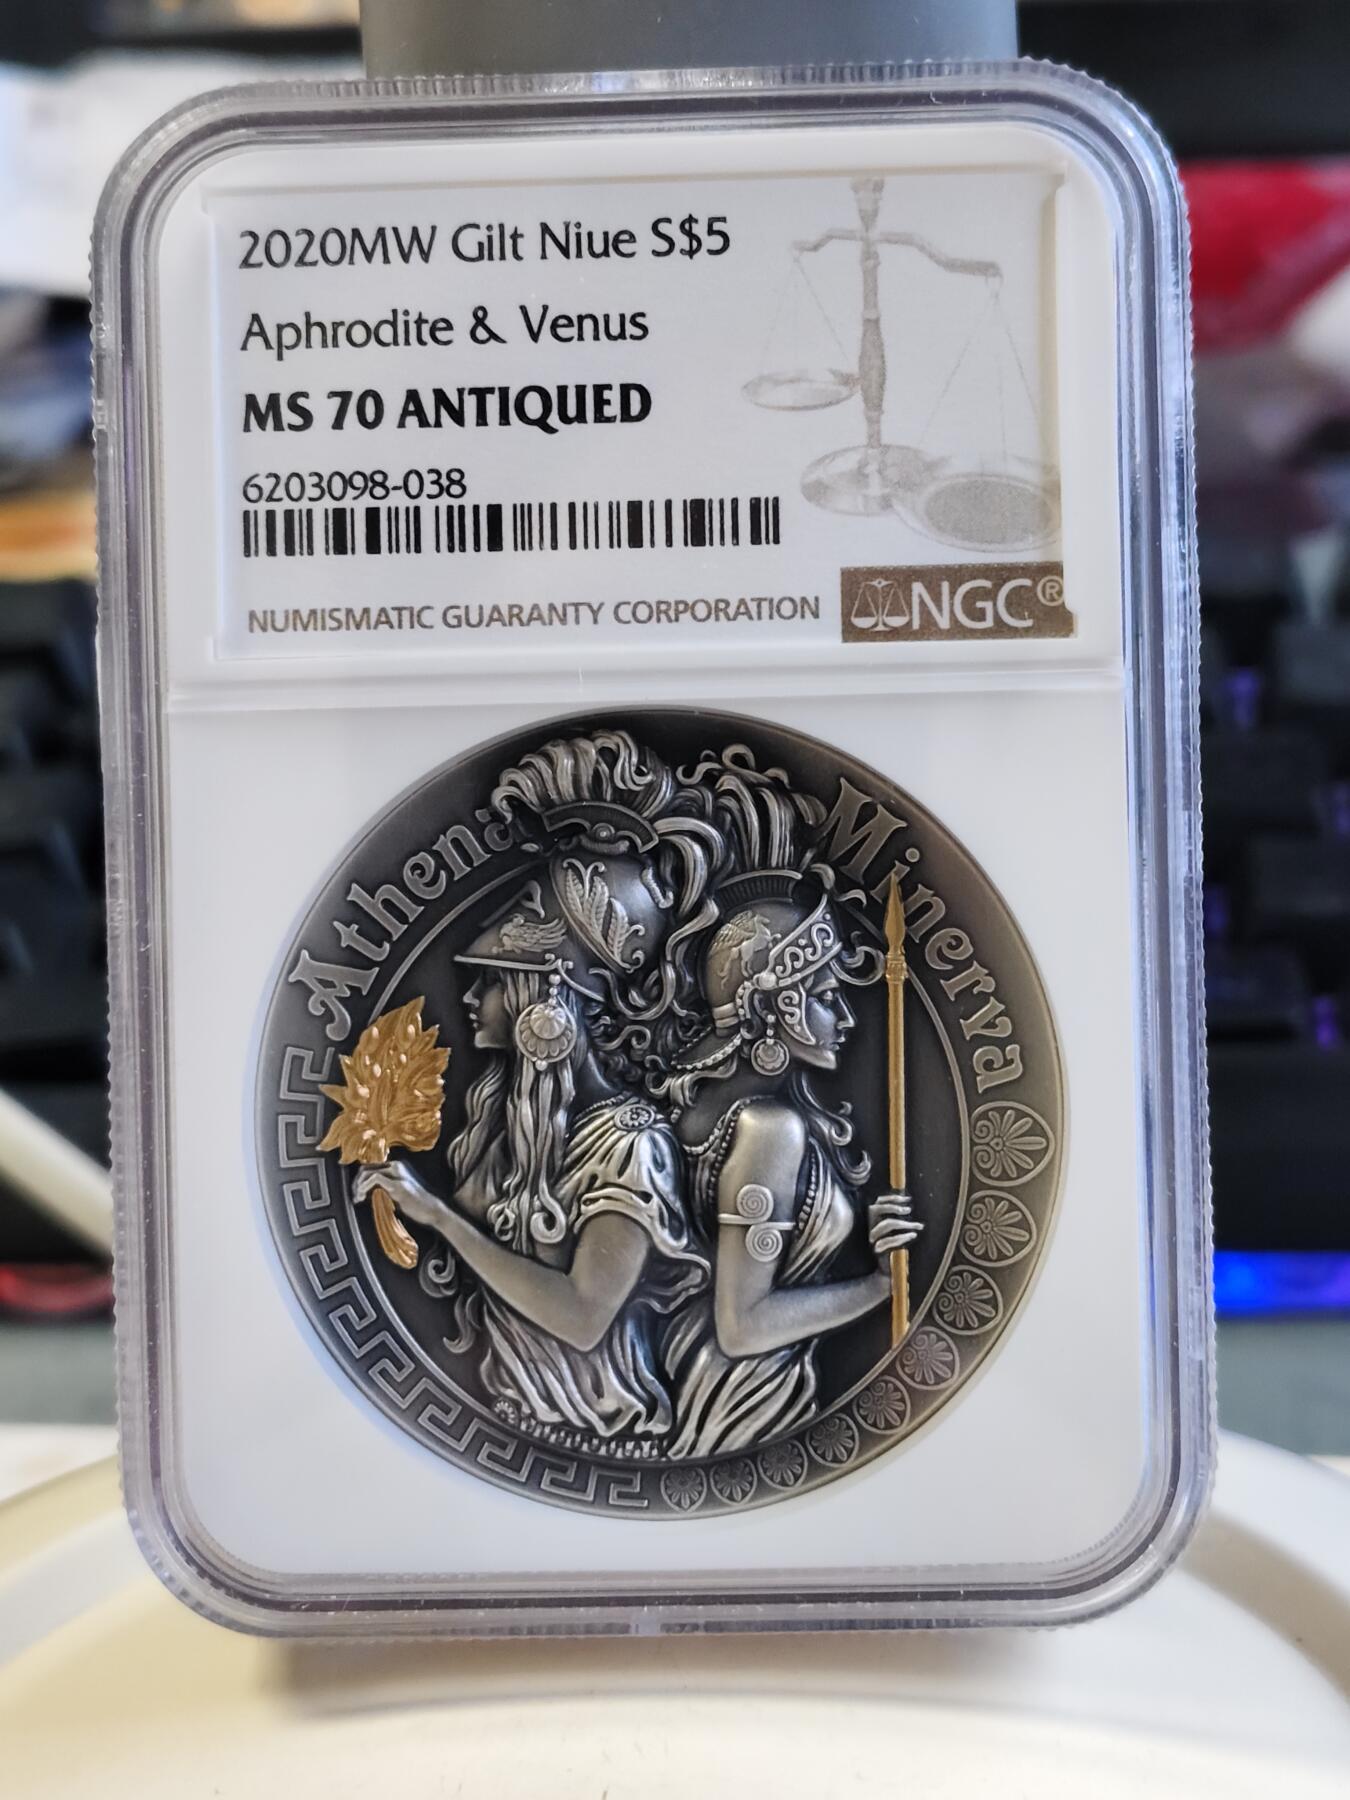 2020MW Gilt Niue S$5
Aphrodite & Venus
MS 70 ANTIQUED
6203098-038
NUMISMATIC GUARANTY CORPORATION
NGC®
Athena
Minerva